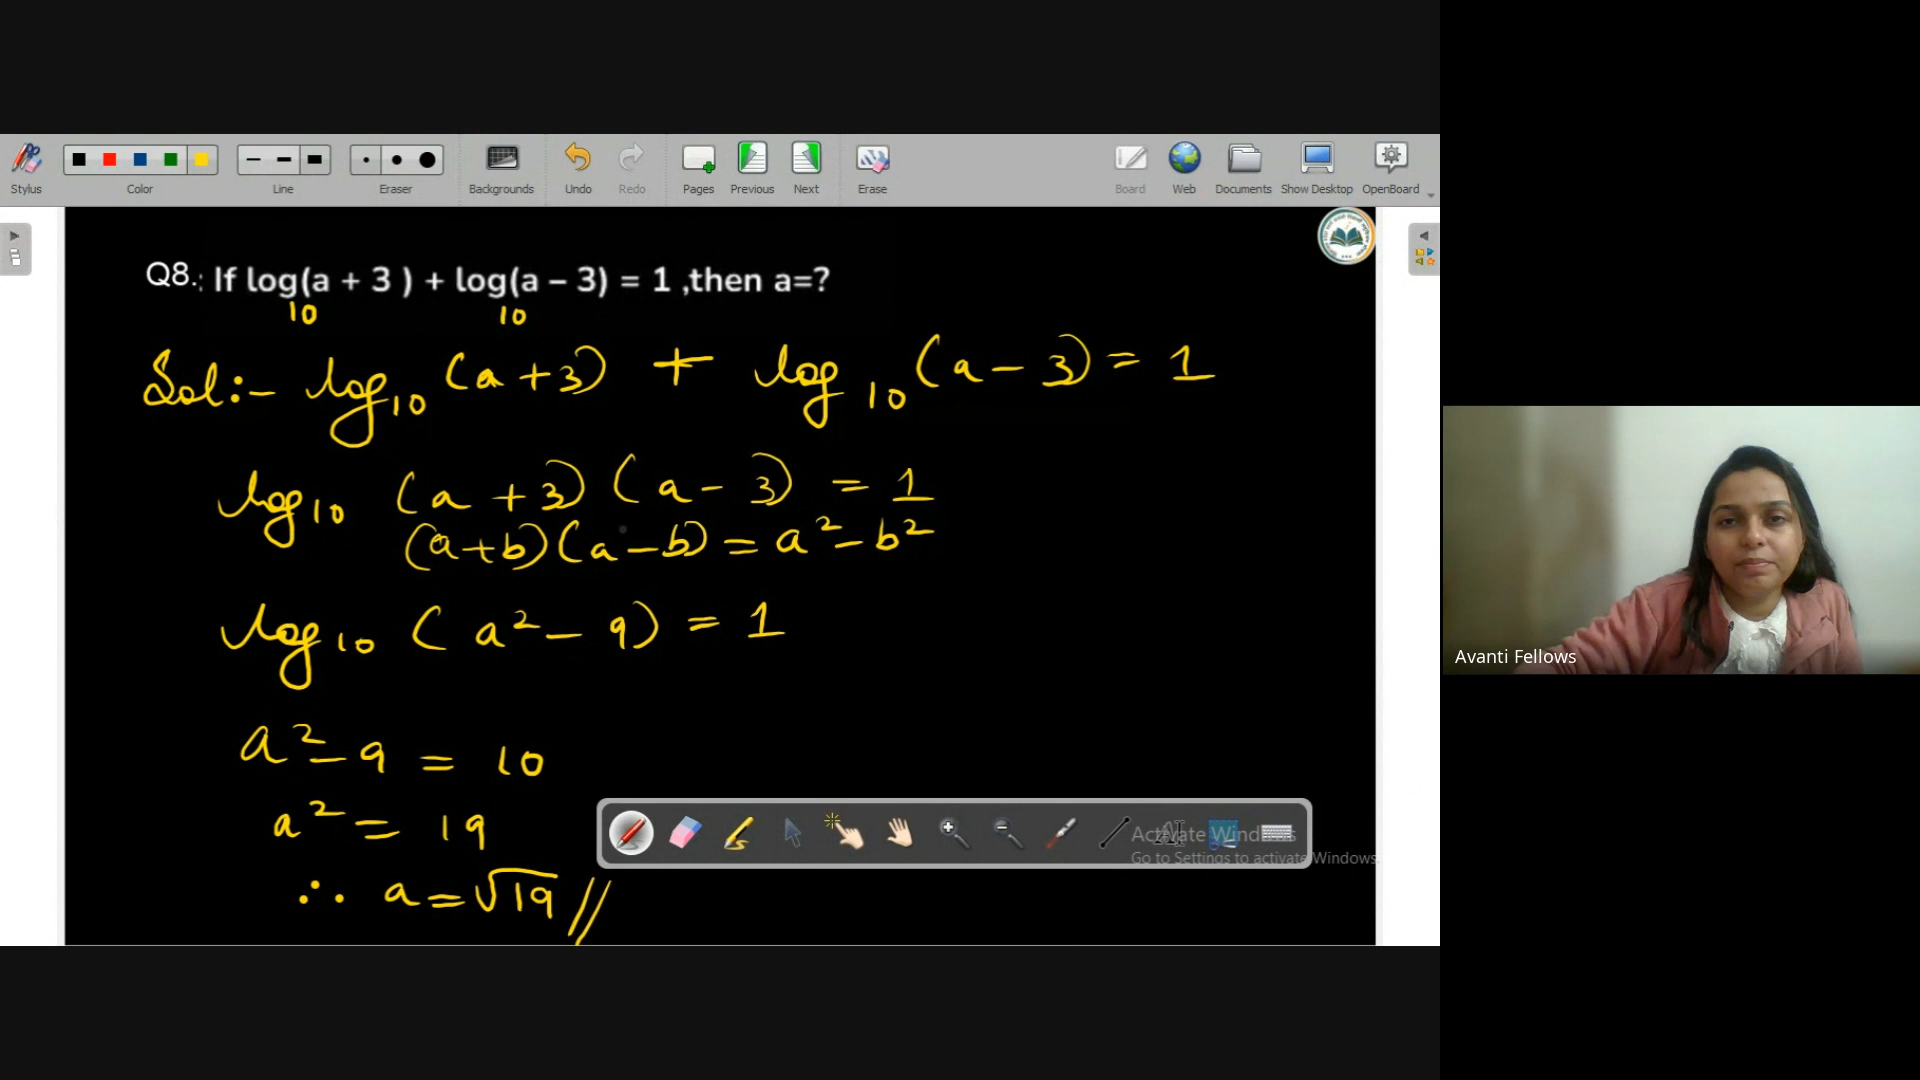 Stylus Color Line Eraser Backgrounds Undo Redo Pages Previous Next Erase Board Web Documents Show Desktop OpenBoard
Q8.: If log(a + 3 ) + log(a – 3) = 1 ,then a=?
10 10
Sol:- log₁₀ (a + 3) + log₁₀ (a – 3) = 1
log₁₀ (a + 3) (a – 3) = 1
(a+b)(a–b) = a² – b²
log₁₀ (a² – 9) = 1
a² – 9 = 10
a² = 19
∴ a = √19 //
Activate Windows
Go to Settings to activate Windows.
Avanti Fellows